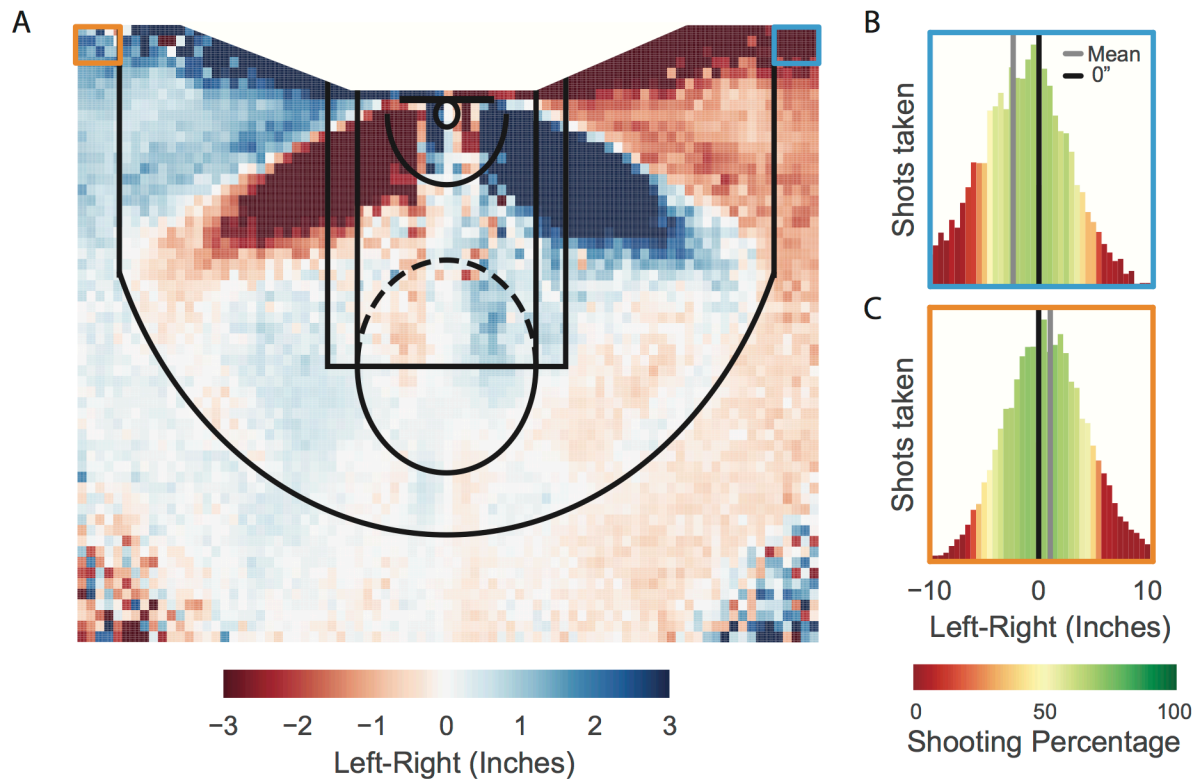 A
−3 −2 −1 0 1 2 3
Left-Right (Inches)
B
Shots taken
Mean
0”
C
Shots taken
−10 0 10
Left-Right (Inches)
0 50 100
Shooting Percentage